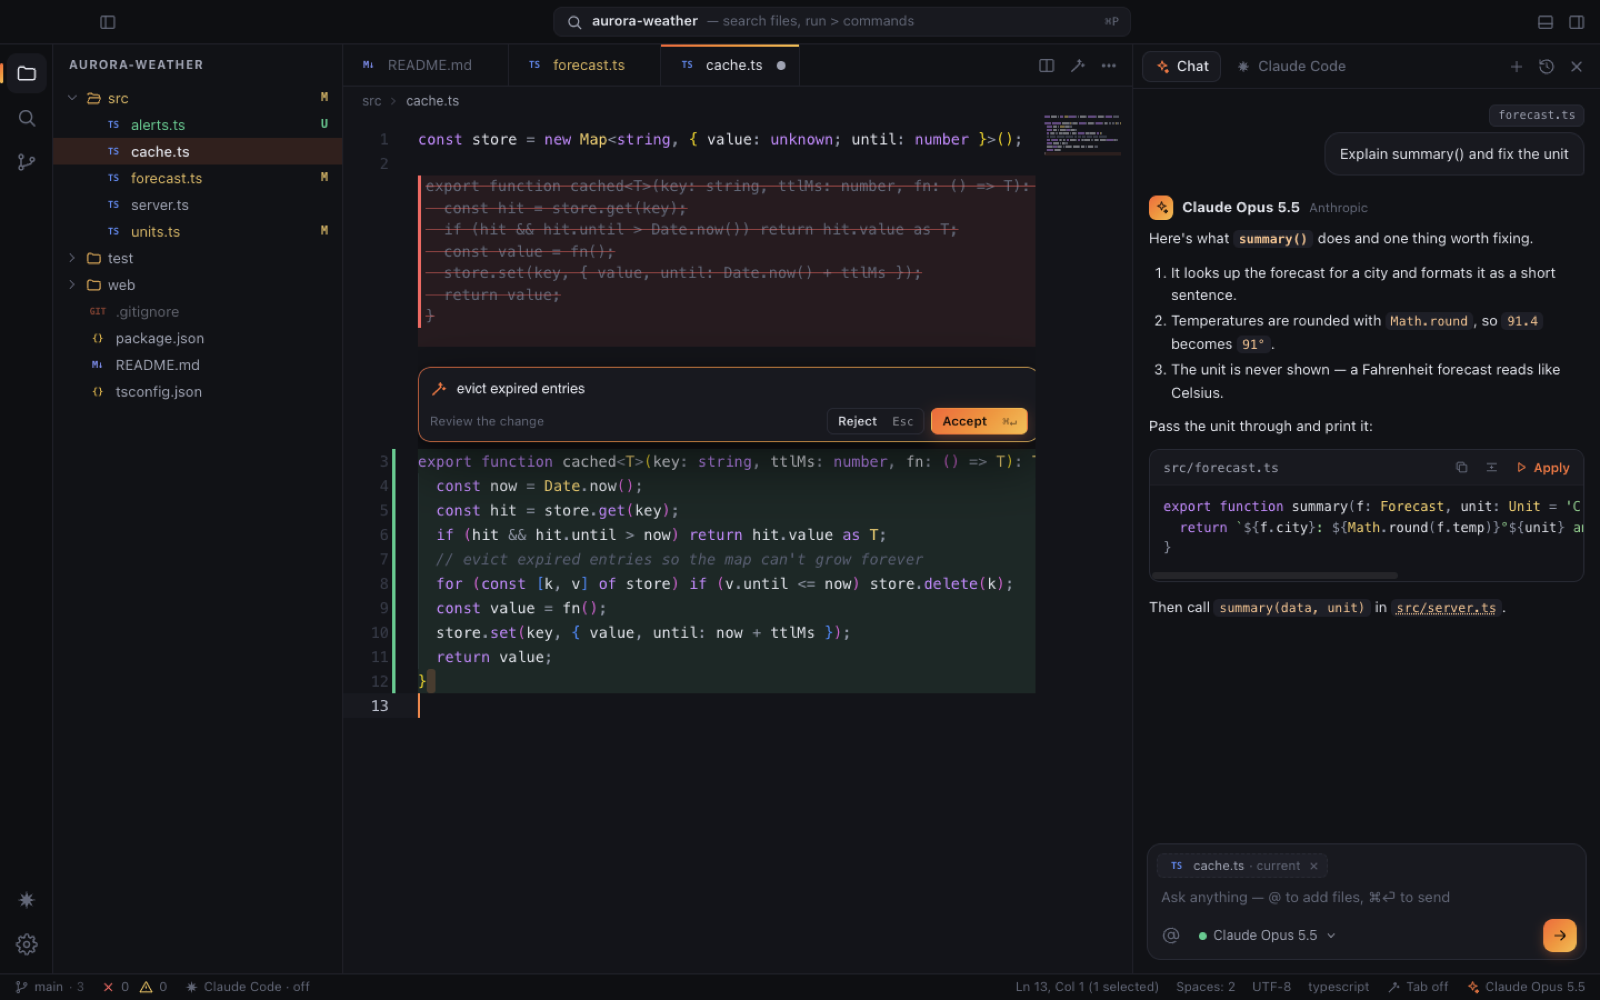 aurora-weather — search files, run > commands ⌘P
AURORA-WEATHER
src M
TS alerts.ts U
TS cache.ts
TS forecast.ts M
TS server.ts
TS units.ts M
test
web
GIT .gitignore
{} package.json
M↓ README.md
{} tsconfig.json
M↓ README.md
TS forecast.ts
TS cache.ts
src > cache.ts
1 const store = new Map<string, { value: unknown; until: number }>();
2
export function cached<T>(key: string, ttlMs: number, fn: () => T):
const hit = store.get(key);
if (hit && hit.until > Date.now()) return hit.value as T;
const value = fn();
store.set(key, { value, until: Date.now() + ttlMs });
return value;
}
evict expired entries
Review the change
Reject Esc
Accept ⌘↵
3 export function cached<T>(key: string, ttlMs: number, fn: () => T):
4 const now = Date.now();
5 const hit = store.get(key);
6 if (hit && hit.until > now) return hit.value as T;
7 // evict expired entries so the map can't grow forever
8 for (const [k, v] of store) if (v.until <= now) store.delete(k);
9 const value = fn();
10 store.set(key, { value, until: now + ttlMs });
11 return value;
12 }
13
Chat
Claude Code
forecast.ts
Explain summary() and fix the unit
Claude Opus 5.5 Anthropic
Here's what summary() does and one thing worth fixing.
1. It looks up the forecast for a city and formats it as a short
sentence.
2. Temperatures are rounded with Math.round, so 91.4
becomes 91°.
3. The unit is never shown — a Fahrenheit forecast reads like
Celsius.
Pass the unit through and print it:
src/forecast.ts
Apply
export function summary(f: Forecast, unit: Unit = 'C
return `${f.city}: ${Math.round(f.temp)}°${unit} an
}
Then call summary(data, unit) in src/server.ts.
TS cache.ts · current ×
Ask anything — @ to add files, ⌘⏎ to send
@ Claude Opus 5.5
main · 3
0 0
Claude Code · off
Ln 13, Col 1 (1 selected)
Spaces: 2
UTF-8
typescript
Tab off
Claude Opus 5.5